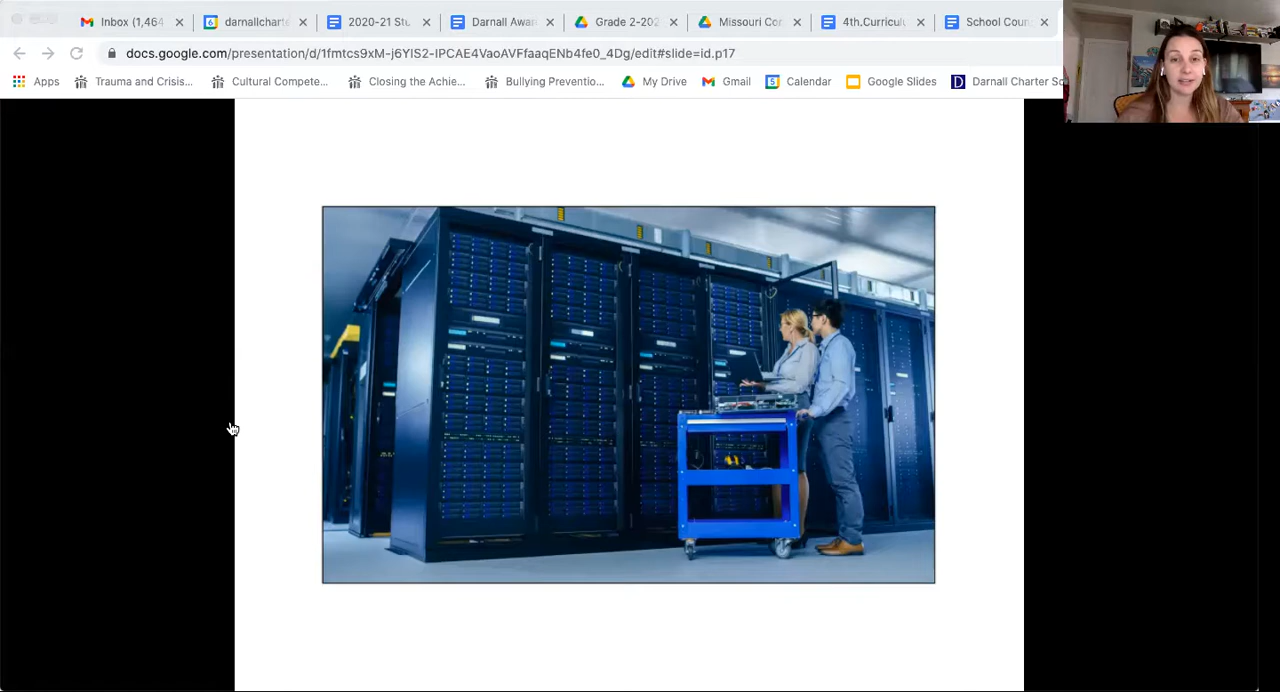 Inbox (1,464
darnallcharte
2020-21 Stu
Darnall Awar
Grade 2-202
Missouri Con
4th.Curriculu
School Coun
docs.google.com/presentation/d/1fmtcs9xM-j6YlS2-IPCAE4VaoAVFfaaqENb4fe0_4Dg/edit#slide=id.p17
Apps
Trauma and Crisis...
Cultural Compete...
Closing the Achie...
Bullying Preventio...
My Drive
Gmail
Calendar
Google Slides
Darnall Charter Sc